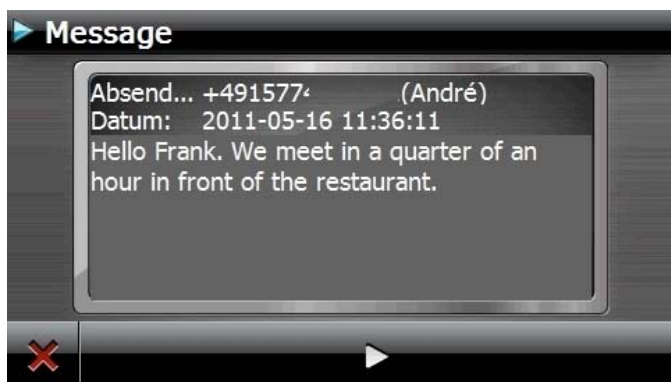 Message
Absend... +4915774 (André)
Datum: 2011-05-16 11:36:11
Hello Frank. We meet in a quarter of an
hour in front of the restaurant.